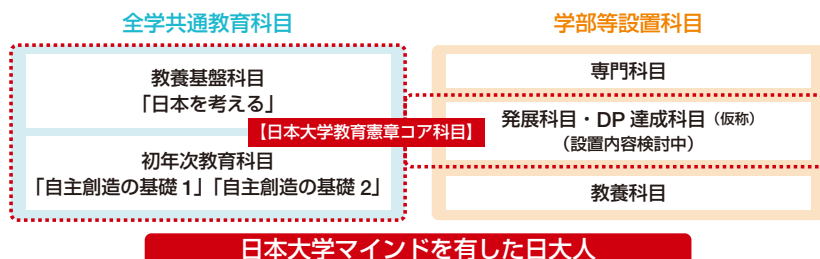 全学共通教育科目
教養基盤科目
「日本を考える」
【日本大学教育憲章コア科目】
初年次教育科目
「自主創造の基礎 1」「自主創造の基礎 2」
学部等設置科目
専門科目
発展科目・DP 達成科目（仮称）
（設置内容検討中）
教養科目
日本大学マインドを有した日大人